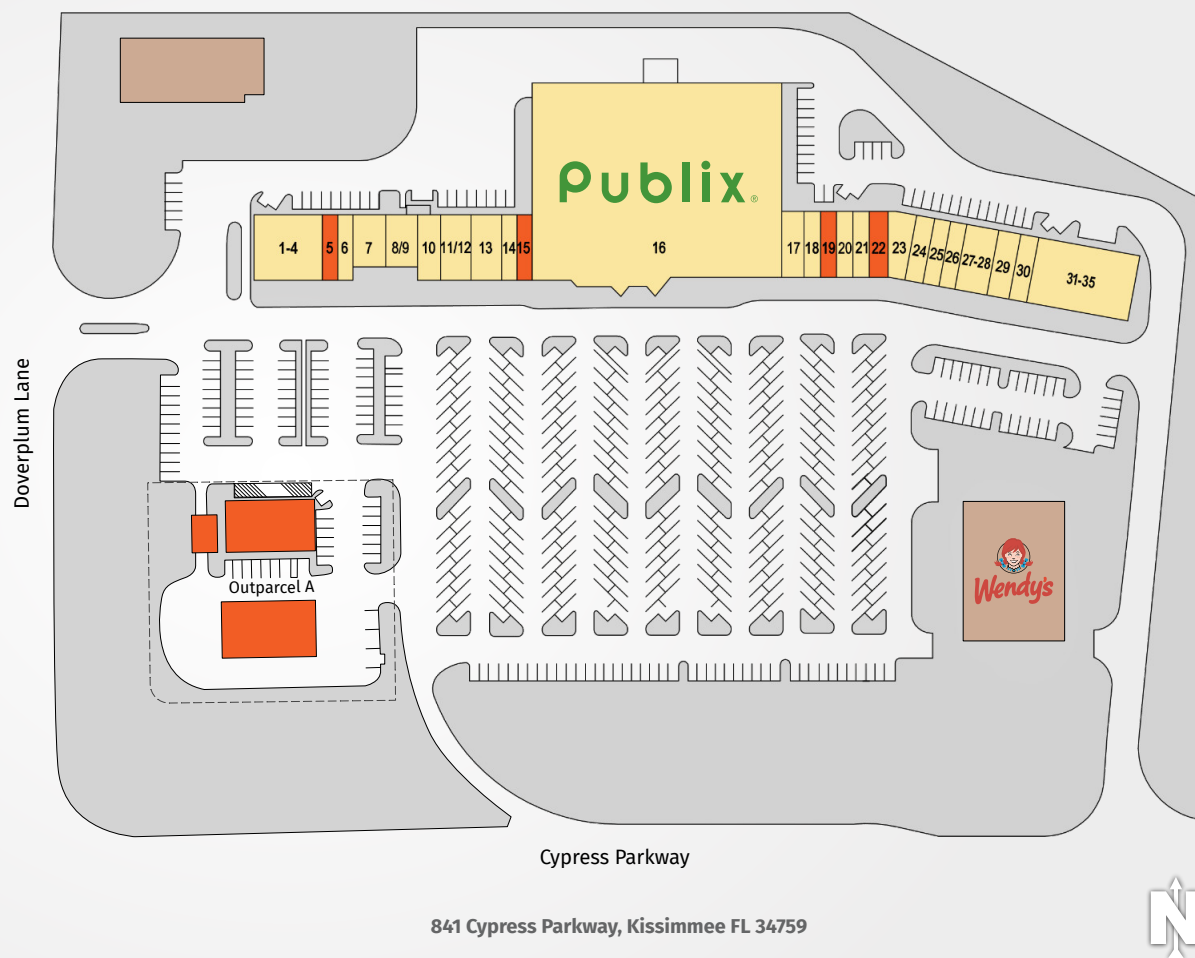 Publix®
1-4 5 6 7 8/9 10 11/12 13 14 15 16 17 18 19 20 21 22 23 24 25 26 27-28 29 30 31-35
Doverplum Lane
Outparcel A
Wendy's
Cypress Parkway
841 Cypress Parkway, Kissimmee FL 34759
N